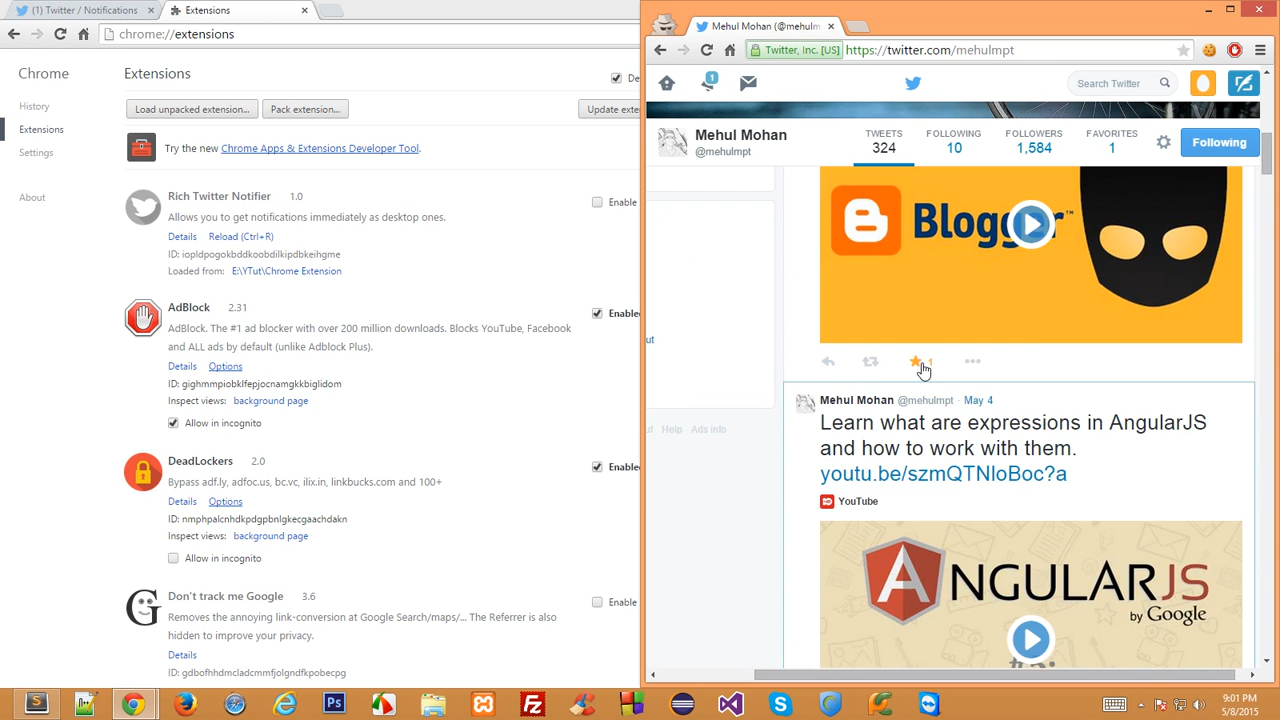 (1) Twitter / Notifications
Extensions
chrome://extensions
Chrome
History
Extensions
Settings
About
Extensions
Load unpacked extension...
Pack extension...
Try the new Chrome Apps & Extensions Developer Tool.
Rich Twitter Notifier 1.0
Enable
Allows you to get notifications immediately as desktop ones.
Details Reload (Ctrl+R)
Loaded from: E:\YTut\Chrome Extension
AdBlock 2.31
AdBlock. The #1 ad blocker with over 200 million downloads. Blocks YouTube, Facebook
and ALL ads by default (unlike Adblock Plus).
Details Options
ID: gighmmpiobklfepjocnamgkkbiglidom
Inspect views: background page
Allow in incognito
DeadLockers 2.0
Bypass adf.ly, adfoc.us, bc.vc, ilix.in, linkbucks.com and 100+
Details Options
ID: nmphpalcnhdkpdgpbnlgkecgaachdakn
Inspect views: background page
Allow in incognito
Don't track me Google 3.6
Enable
Removes the annoying link-conversion at Google Search/maps/... The Referrer is also
hidden to improve your privacy.
Details
ID: gdbofhhdmcladcmmfjolgndfkpobecpg
Mehul Mohan (@mehulm
Twitter, Inc. [US] https://twitter.com/mehulmpt
1
Search Twitter
Mehul Mohan
@mehulmpt
TWEETS FOLLOWING FOLLOWERS FAVORITES
324 10 1,584 1
Following
Blogger™
1
Mehul Mohan @mehulmpt · May 4
Learn what are expressions in AngularJS
and how to work with them.
youtu.be/szmQTNIoBoc?a
YouTube
Help Ads info
ANGULARJS
by Google
Ps
Fz
9:01 PM
5/8/2015